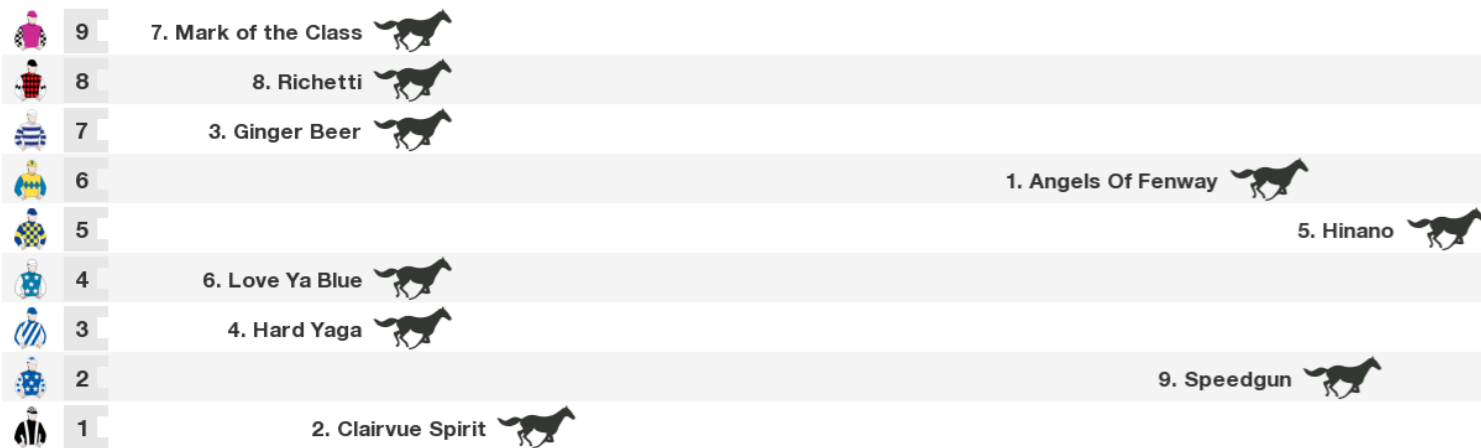 9 7. Mark of the Class
8 8. Richetti
7 3. Ginger Beer
6 1. Angels Of Fenway
5 5. Hinano
4 6. Love Ya Blue
3 4. Hard Yaga
2 9. Speedgun
1 2. Clairvue Spirit